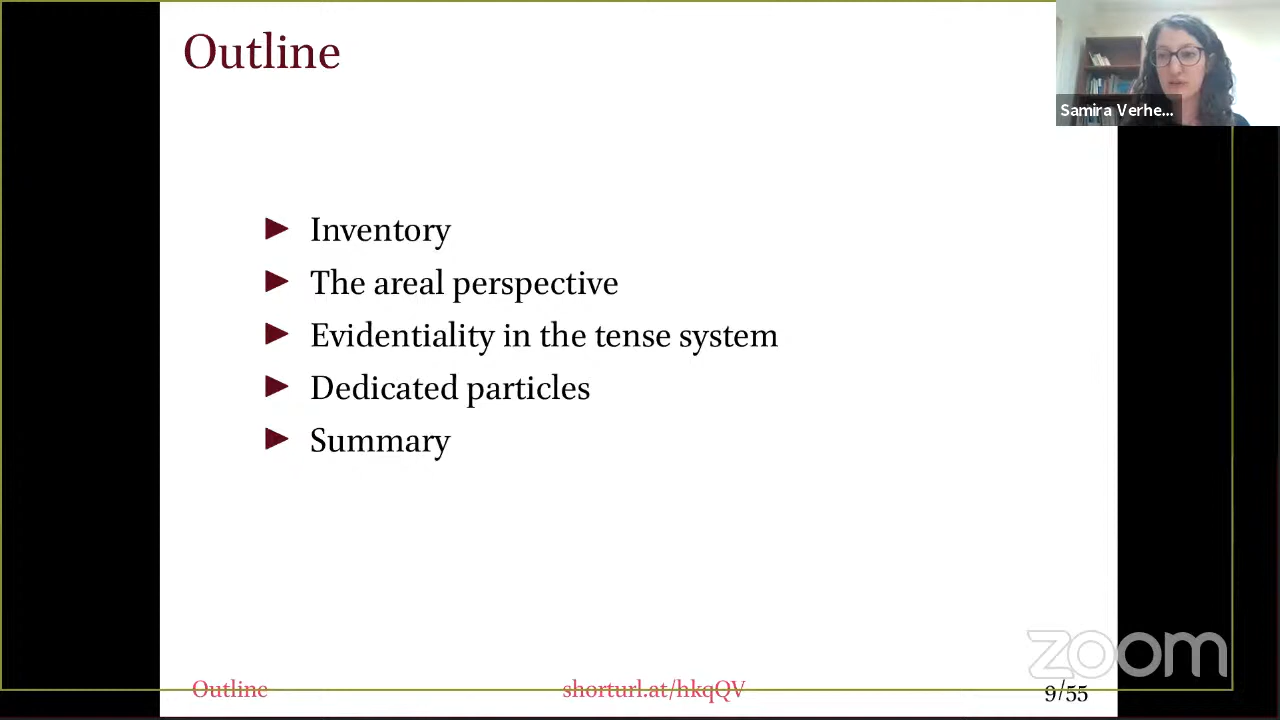 Outline
Samira Verhe...
Inventory
The areal perspective
Evidentiality in the tense system
Dedicated particles
Summary
zoom
Outline
shorturl.at/hkqQV
9/55